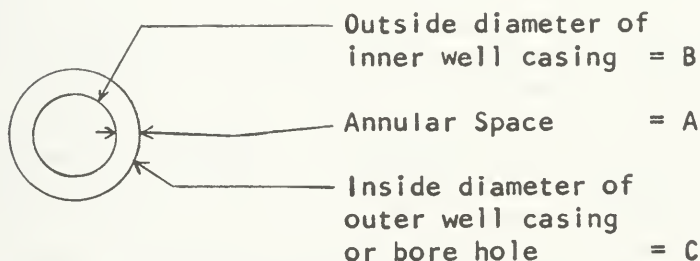 Outside diameter of
inner well casing = B
Annular Space = A
Inside diameter of
outer well casing
or bore hole = C